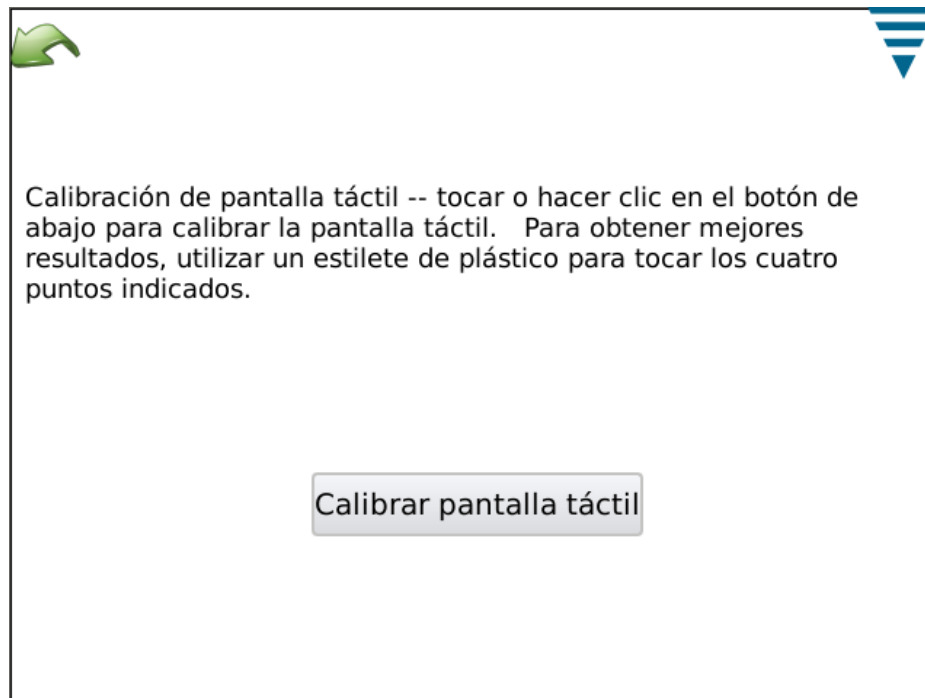 Calibración de pantalla táctil -- tocar o hacer clic en el botón de
abajo para calibrar la pantalla táctil.   Para obtener mejores
resultados, utilizar un estilete de plástico para tocar los cuatro
puntos indicados.
Calibrar pantalla táctil